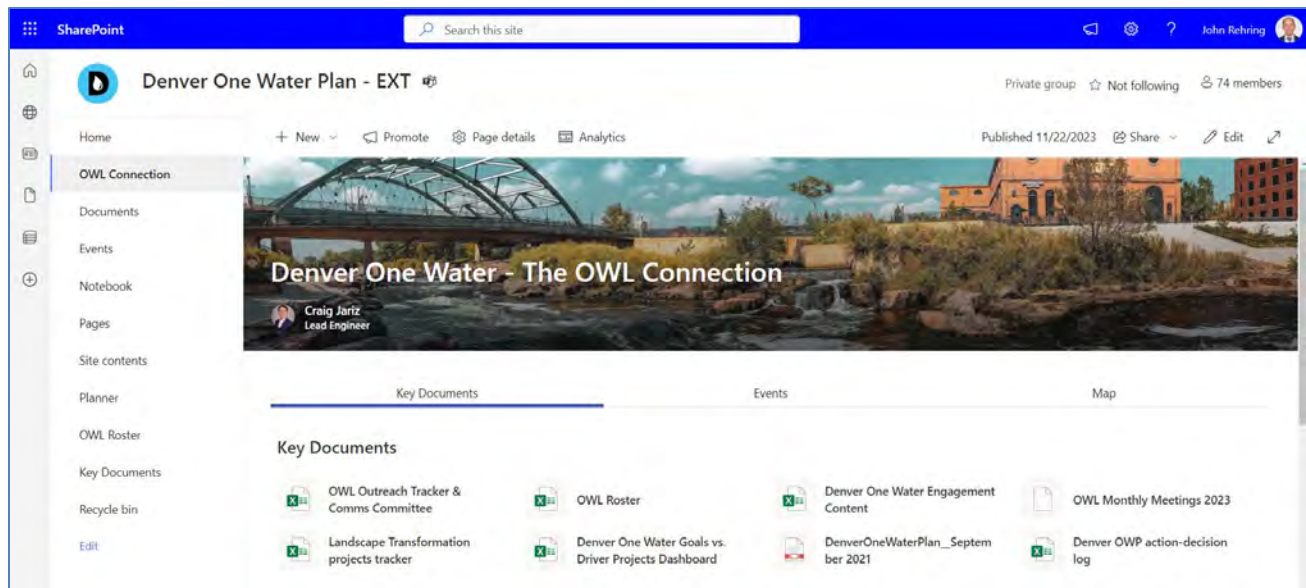 SharePoint
Search this site
?
John Rehring
Denver One Water Plan - EXT
Private group
Not following
74 members
Home
+ New
Promote
Page details
Analytics
Published 11/22/2023
Share
Edit
OWL Connection
Documents
Events
Notebook
Pages
Site contents
Planner
OWL Roster
Key Documents
Recycle bin
Edit
Denver One Water - The OWL Connection
Craig Jariz
Lead Engineer
Key Documents
Events
Map
Key Documents
OWL Outreach Tracker &
Comms Committee
OWL Roster
Denver One Water Engagement
Content
OWL Monthly Meetings 2023
Landscape Transformation
projects tracker
Denver One Water Goals vs.
Driver Projects Dashboard
DenverOneWaterPlan__Septem
ber 2021
Denver OWP action-decision
log